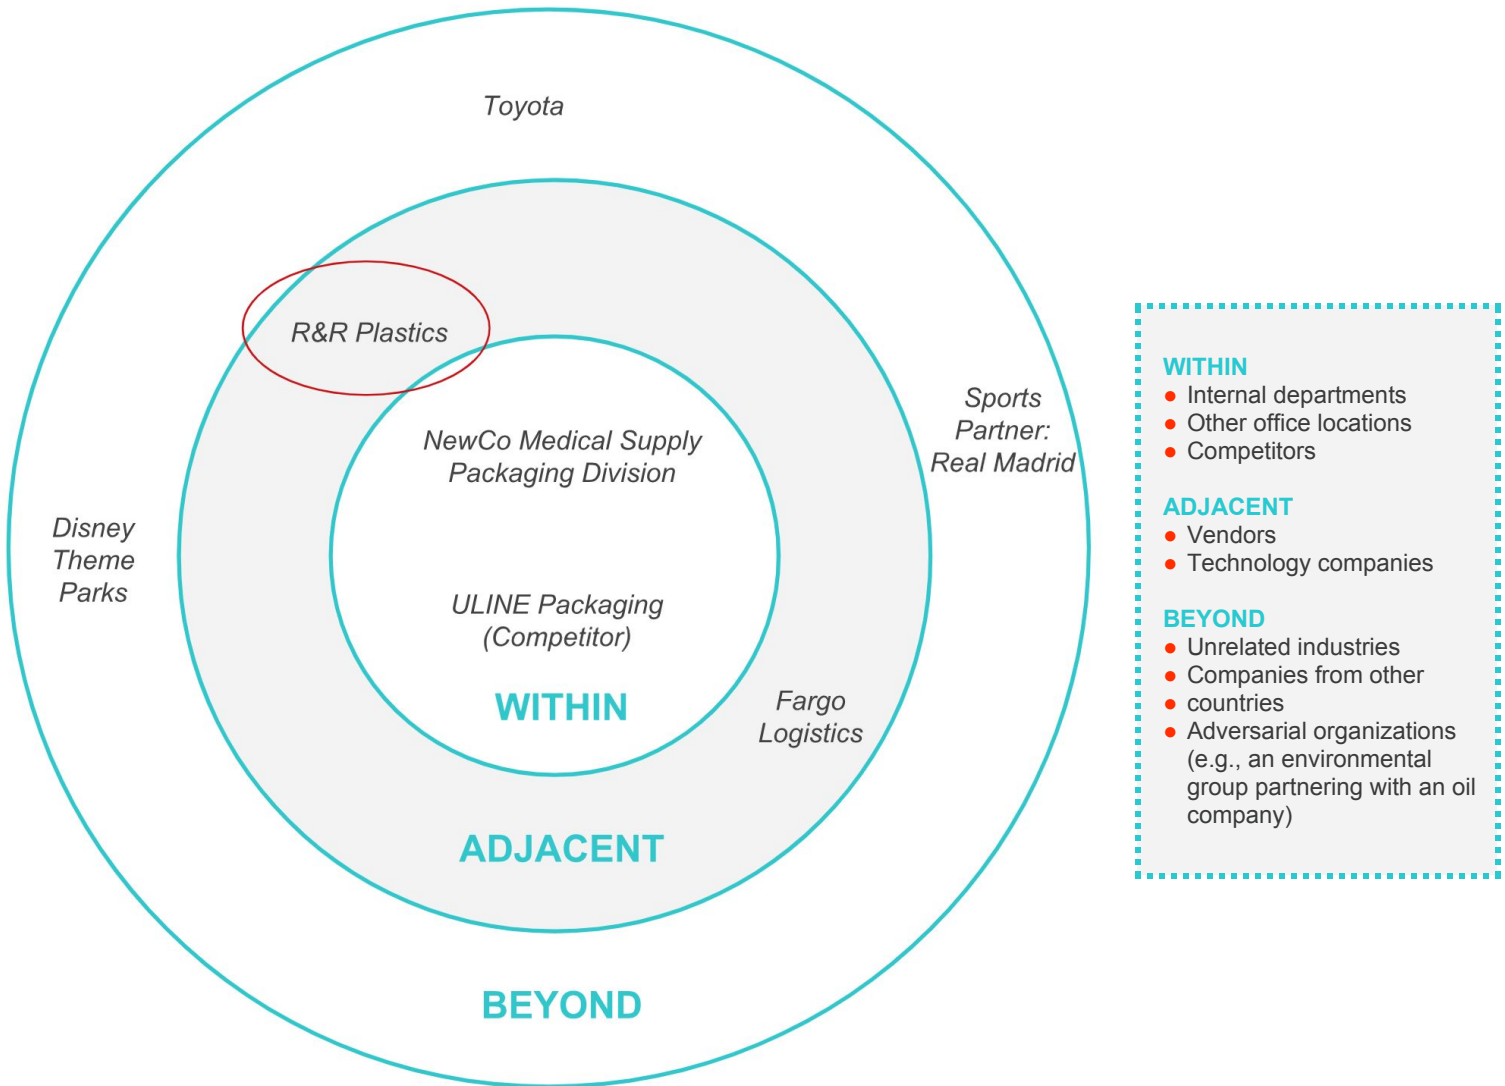 Toyota
R&R Plastics
NewCo Medical Supply
Packaging Division
Sports
Partner:
Real Madrid
Disney
Theme
Parks
ULINE Packaging
(Competitor)
WITHIN
Fargo
Logistics
ADJACENT
BEYOND
WITHIN
● Internal departments
● Other office locations
● Competitors
ADJACENT
● Vendors
● Technology companies
BEYOND
● Unrelated industries
● Companies from other
● countries
● Adversarial organizations
(e.g., an environmental
group partnering with an oil
company)